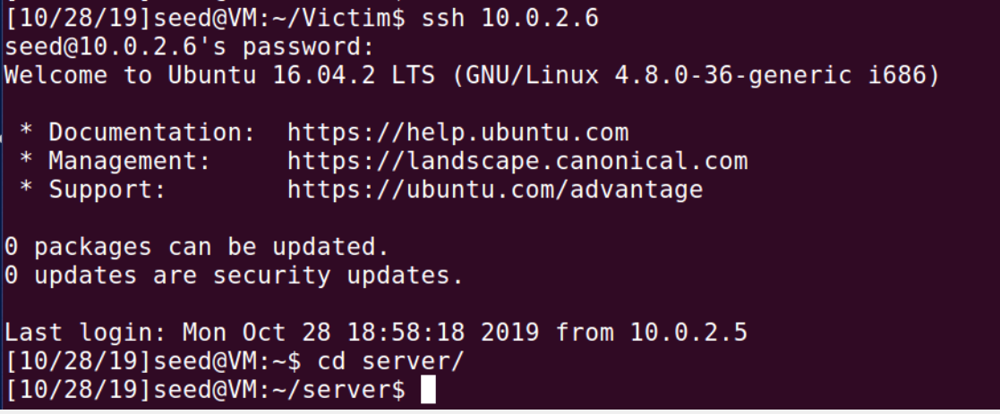 [10/28/19]seed@VM:~/Victim$ ssh 10.0.2.6
seed@10.0.2.6's password:
Welcome to Ubuntu 16.04.2 LTS (GNU/Linux 4.8.0-36-generic i686)
* Documentation:  https://help.ubuntu.com
* Management:     https://landscape.canonical.com
* Support:        https://ubuntu.com/advantage
0 packages can be updated.
0 updates are security updates.
Last login: Mon Oct 28 18:58:18 2019 from 10.0.2.5
[10/28/19]seed@VM:~$ cd server/
[10/28/19]seed@VM:~/server$